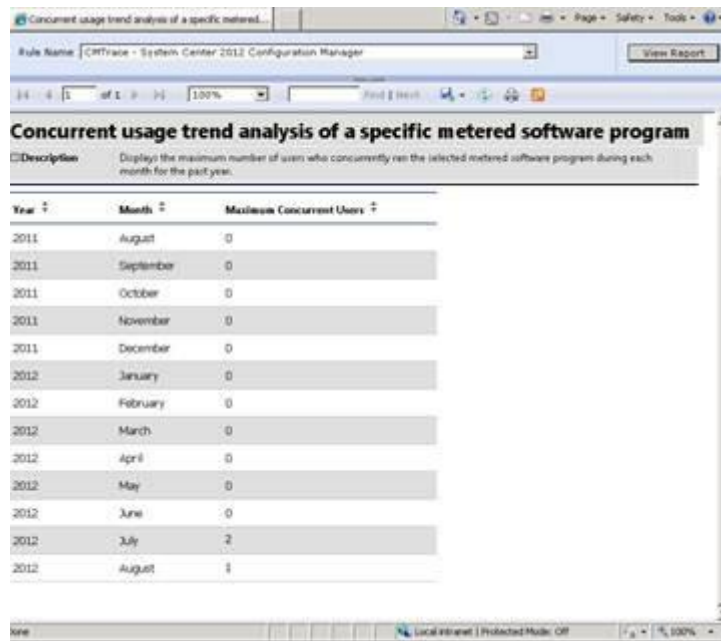 Concurrent usage trend analysis of a specific metered...
Page Safety Tools
Rule Name CMTrace - System Center 2012 Configuration Manager View Report
1 of 1 100% Find | Next
Concurrent usage trend analysis of a specific metered software program
Description Displays the maximum number of users who concurrently ran the selected metered software program during each
month for the past year.
Year Month Maximum Concurrent Users
2011 August 0
2011 September 0
2011 October 0
2011 November 0
2011 December 0
2012 January 0
2012 February 0
2012 March 0
2012 April 0
2012 May 0
2012 June 0
2012 July 2
2012 August 1
Local intranet | Protected Mode: Off 100%